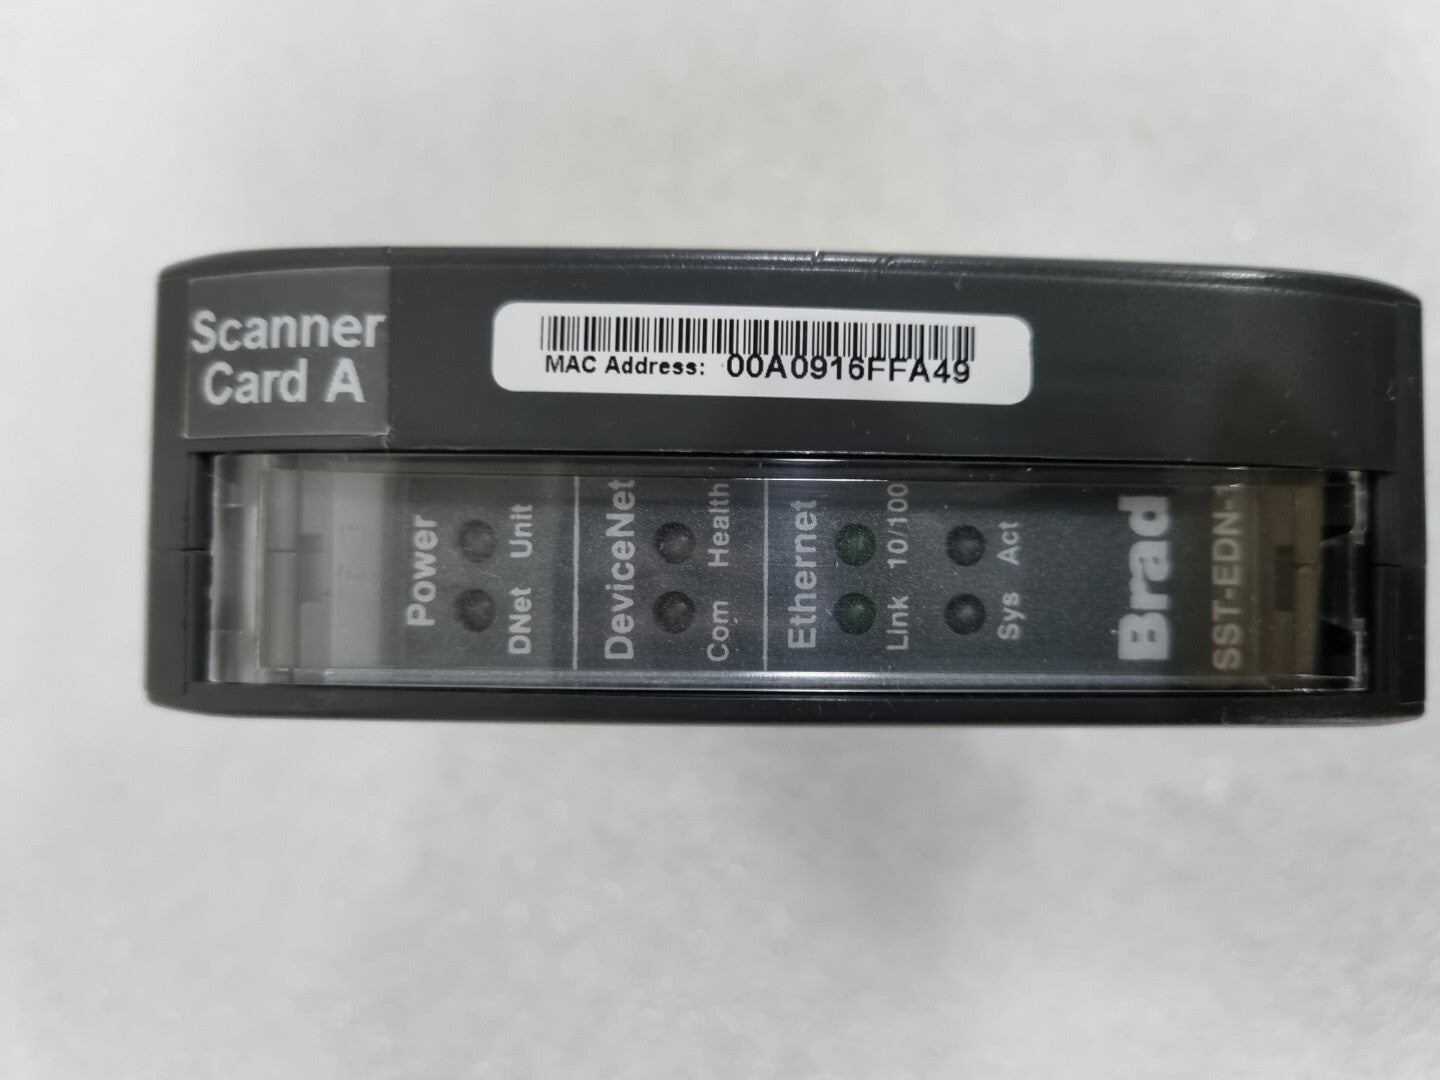 Scanner
Card A
MAC Address: 00A0916FFA49
Power
DNet Unit
DeviceNet
Com Health
Ethernet
Link 10/100
Sys Act
Brad
SST-EDN-1